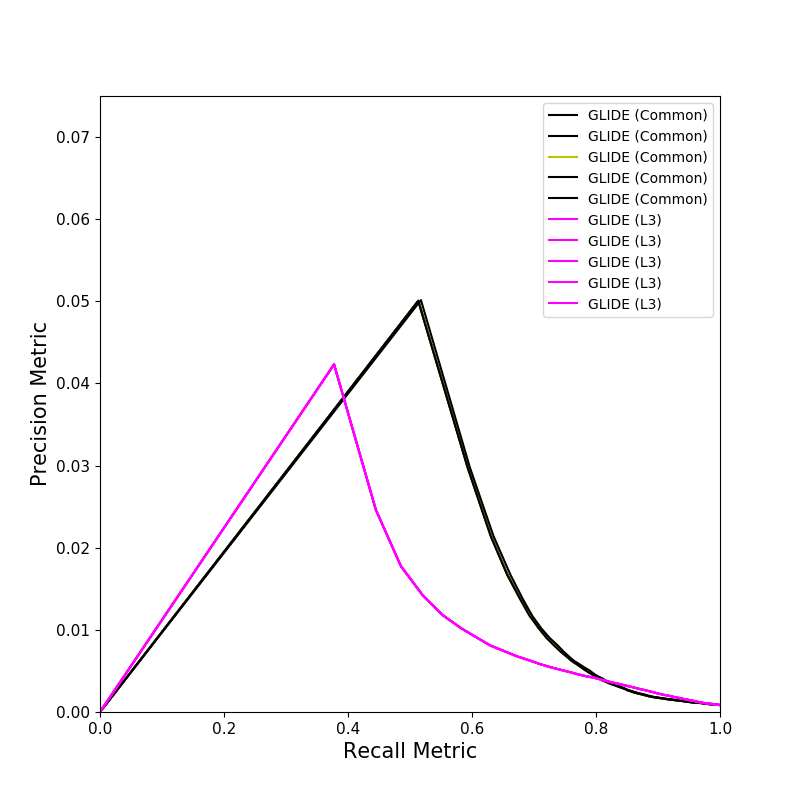 GLIDE (Common)
GLIDE (Common)
GLIDE (Common)
GLIDE (Common)
GLIDE (Common)
GLIDE (L3)
GLIDE (L3)
GLIDE (L3)
GLIDE (L3)
GLIDE (L3)
0.07
0.06
0.05
0.04
0.03
0.02
0.01
0.00
Precision Metric
0.0 0.2 0.4 0.6 0.8 1.0
Recall Metric